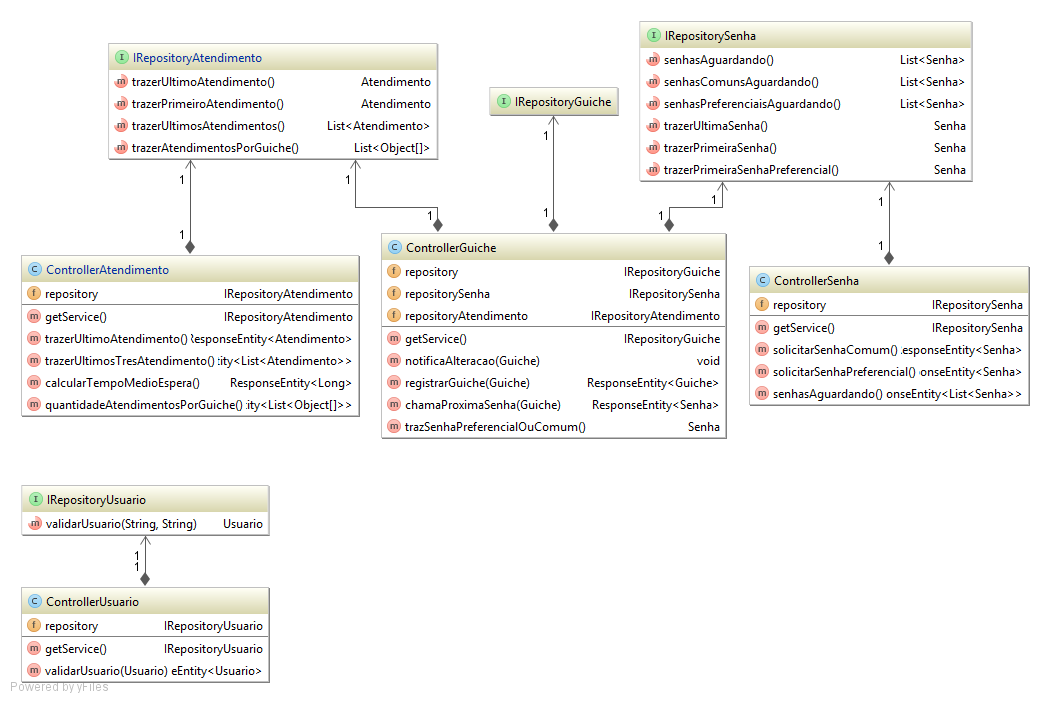 IRepositoryAtendimento
trazerUltimoAtendimento() Atendimento
trazerPrimeiroAtendimento() Atendimento
trazerUltimosAtendimentos() List<Atendimento>
trazerAtendimentosPorGuiche() List<Object[]>
IRepositoryGuiche
IRepositorySenha
senhasAguardando() List<Senha>
senhasComunsAguardando() List<Senha>
senhasPreferenciaisAguardando() List<Senha>
trazerUltimaSenha() Senha
trazerPrimeiraSenha() Senha
trazerPrimeiraSenhaPreferencial() Senha
1
1
1
1
1
1
1
1
1
1
ControllerAtendimento
repository IRepositoryAtendimento
getService() IRepositoryAtendimento
trazerUltimoAtendimento() ResponseEntity<Atendimento>
trazerUltimosTresAtendimento() :ity<List<Atendimento>>
calcularTempoMedioEspera() ResponseEntity<Long>
quantidadeAtendimentosPorGuiche() :ity<List<Object[]>>
ControllerGuiche
repository IRepositoryGuiche
repositorySenha IRepositorySenha
repositoryAtendimento IRepositoryAtendimento
getService() IRepositoryGuiche
notificaAlteracao(Guiche) void
registrarGuiche(Guiche) ResponseEntity<Guiche>
chamaProximaSenha(Guiche) ResponseEntity<Senha>
trazSenhaPreferencialOuComum() Senha
ControllerSenha
repository IRepositorySenha
getService() IRepositorySenha
solicitarSenhaComum() :esponseEntity<Senha>
solicitarSenhaPreferencial() onseEntity<Senha>
senhasAguardando() onseEntity<List<Senha>>
IRepositoryUsuario
validarUsuario(String, String) Usuario
1
1
ControllerUsuario
repository IRepositoryUsuario
getService() IRepositoryUsuario
validarUsuario(Usuario) eEntity<Usuario>
Powered by yFiles